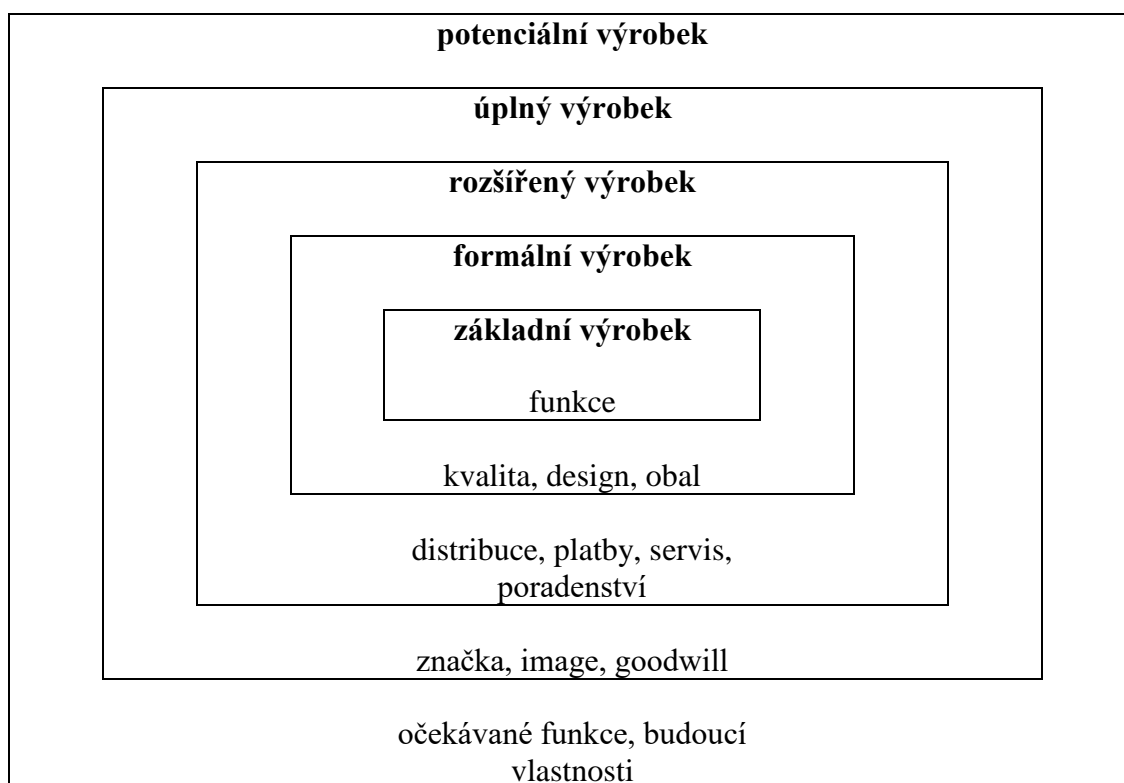 potenciální výrobek
úplný výrobek
rozšířený výrobek
formální výrobek
základní výrobek
funkce
kvalita, design, obal
distribuce, platby, servis,
poradenství
značka, image, goodwill
očekávané funkce, budoucí
vlastnosti